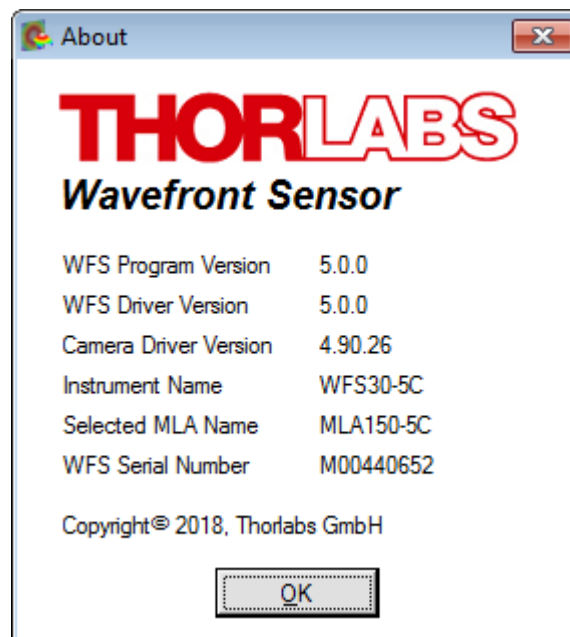 About
THORLABS
Wavefront Sensor
WFS Program Version 5.0.0
WFS Driver Version 5.0.0
Camera Driver Version 4.90.26
Instrument Name WFS30-5C
Selected MLA Name MLA150-5C
WFS Serial Number M00440652
Copyright© 2018, Thorlabs GmbH
OK